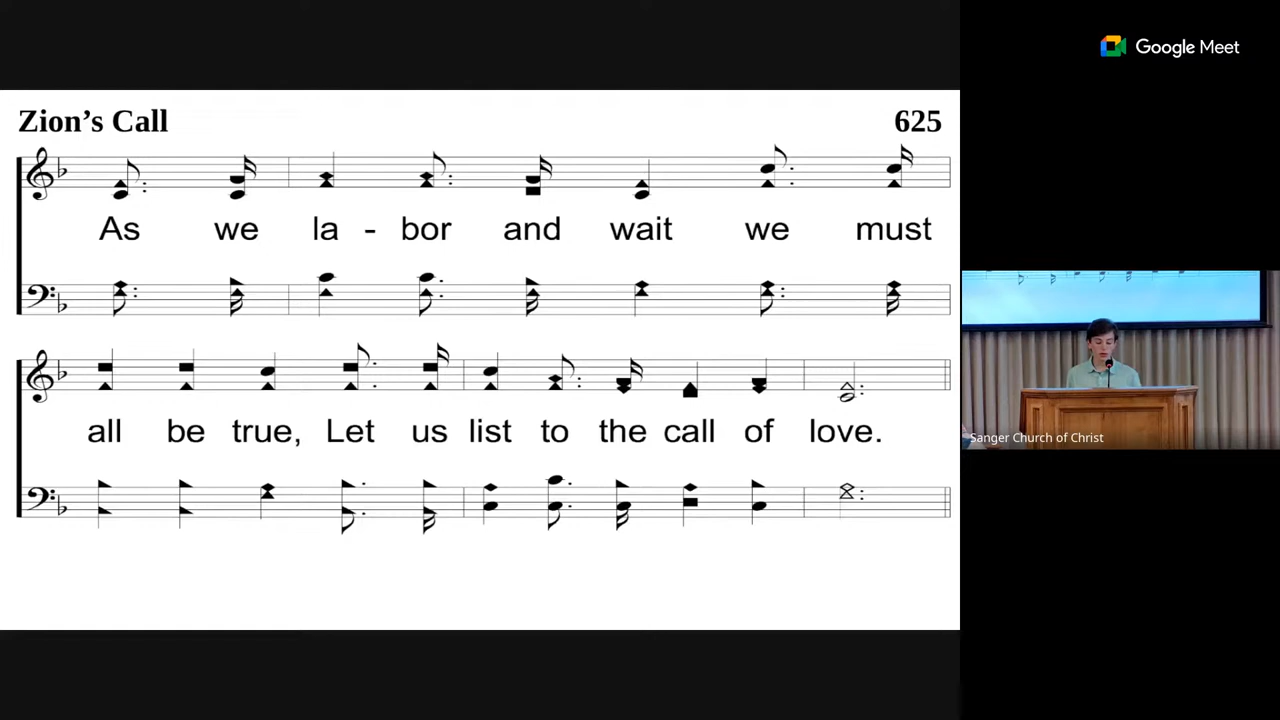 Google Meet
Zion's Call 625
As we la - bor and wait we must
all be true, Let us list to the call of love.
Sanger Church of Christ